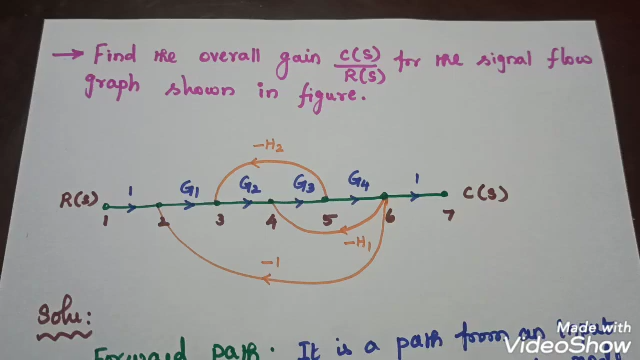 → Find the overall gain C(S)/R(S) for the signal flow
graph shown in figure.
-H2
R(S) 1 G1 G2 G3 G4 1 C(S)
1 2 3 4 5 6 7
-H1
-1
Solu:
Forward path. It is a path from an
Made with
VideoShow